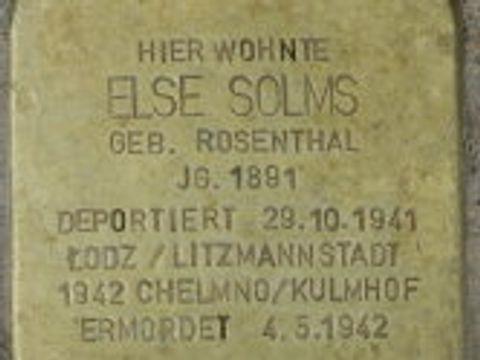 HIER WOHNTE
ELSE SOLMS
GEB. ROSENTHAL
JG. 1891
DEPORTIERT 29.10.1941
ŁODZ / LITZMANNSTADT
1942 CHELMNO/KULMHOF
ERMORDET 4.5.1942